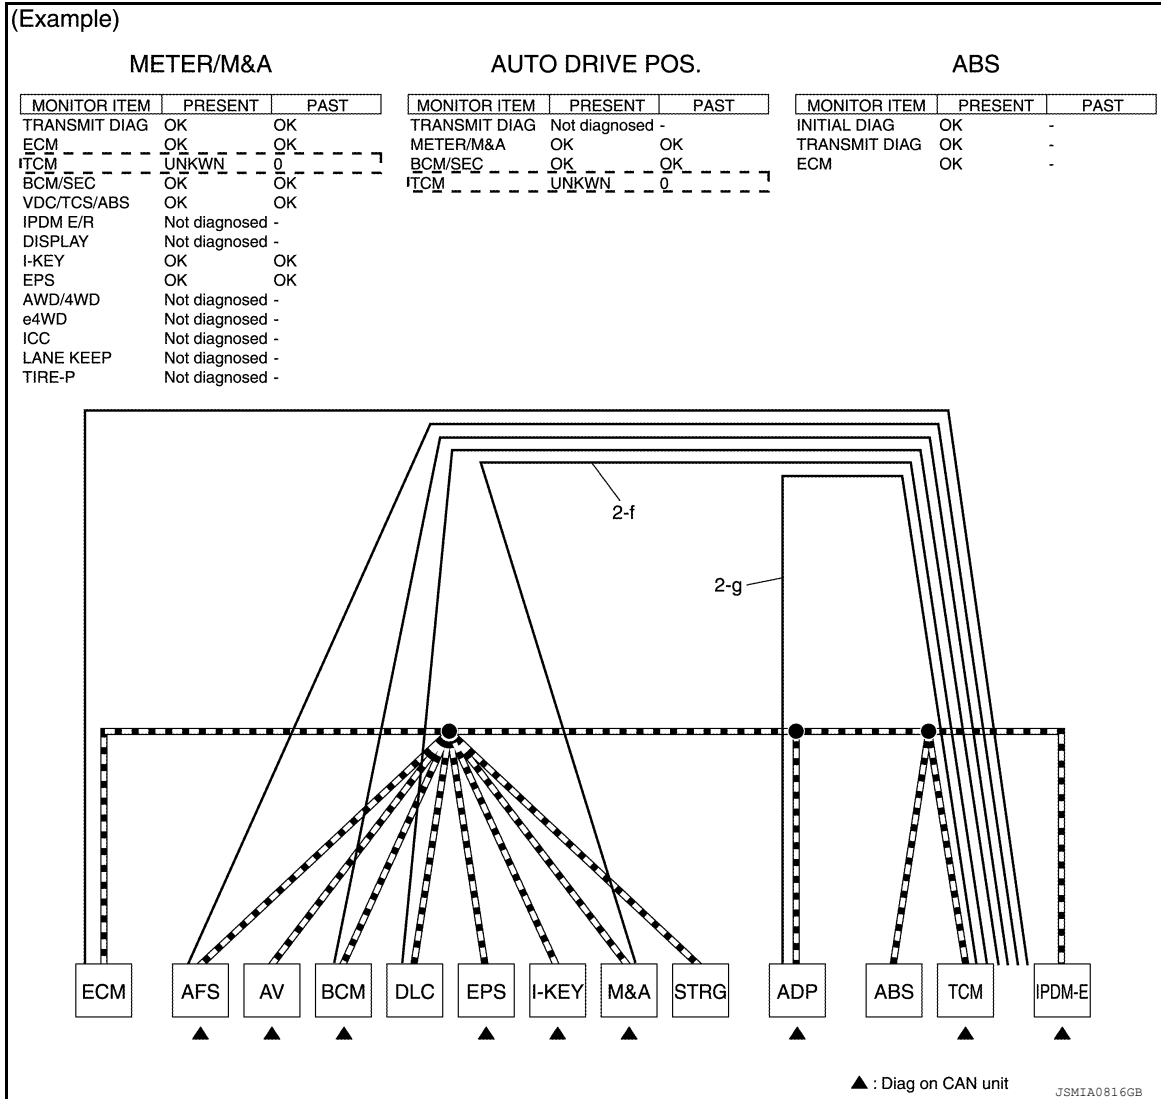 (Example)
METER/M&A
MONITOR ITEM PRESENT PAST
TRANSMIT DIAG OK OK
ECM OK OK
TCM UNKWN 0
BCM/SEC OK OK
VDC/TCS/ABS OK OK
IPDM E/R Not diagnosed -
DISPLAY Not diagnosed -
I-KEY OK OK
EPS OK OK
AWD/4WD Not diagnosed -
e4WD Not diagnosed -
ICC Not diagnosed -
LANE KEEP Not diagnosed -
TIRE-P Not diagnosed -
AUTO DRIVE POS.
MONITOR ITEM PRESENT PAST
TRANSMIT DIAG Not diagnosed -
METER/M&A OK OK
BCM/SEC OK OK
TCM UNKWN 0
ABS
MONITOR ITEM PRESENT PAST
INITIAL DIAG OK -
TRANSMIT DIAG OK -
ECM OK -
2-f
2-g
ECM AFS AV BCM DLC EPS I-KEY M&A STRG ADP ABS TCM IPDM-E
▲ : Diag on CAN unit
JSMIA0816GB